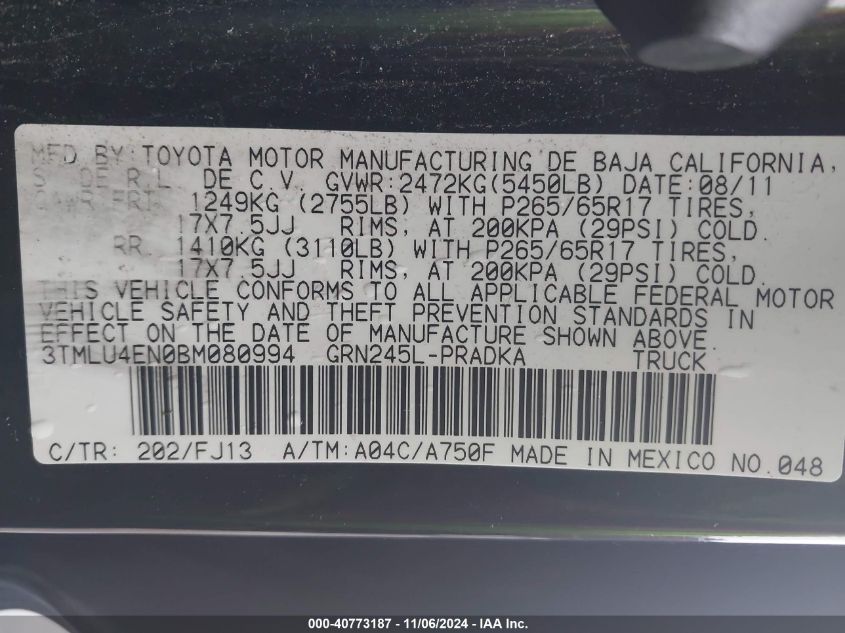 MFD BY TOYOTA MOTOR MANUFACTURING DE BAJA CALIFORNIA,
S. DE R.L. DE C.V. GVWR:2472KG(5450LB) DATE:08/11
GAWR FRT. 1249KG (2755LB) WITH P265/65R17 TIRES,
17X7.5JJ RIMS, AT 200KPA (29PSI) COLD.
RR. 1410KG (3110LB) WITH P265/65R17 TIRES,
17X7.5JJ RIMS, AT 200KPA (29PSI) COLD.
THIS VEHICLE CONFORMS TO ALL APPLICABLE FEDERAL MOTOR
VEHICLE SAFETY AND THEFT PREVENTION STANDARDS IN
EFFECT ON THE DATE OF MANUFACTURE SHOWN ABOVE.
3TMLU4EN0BM080994 GRN245L-PRADKA TRUCK
C/TR: 202/FJ13 A/TM:A04C/A750F MADE IN MEXICO NO.048
000-40773187 - 11/06/2024 - IAA Inc.